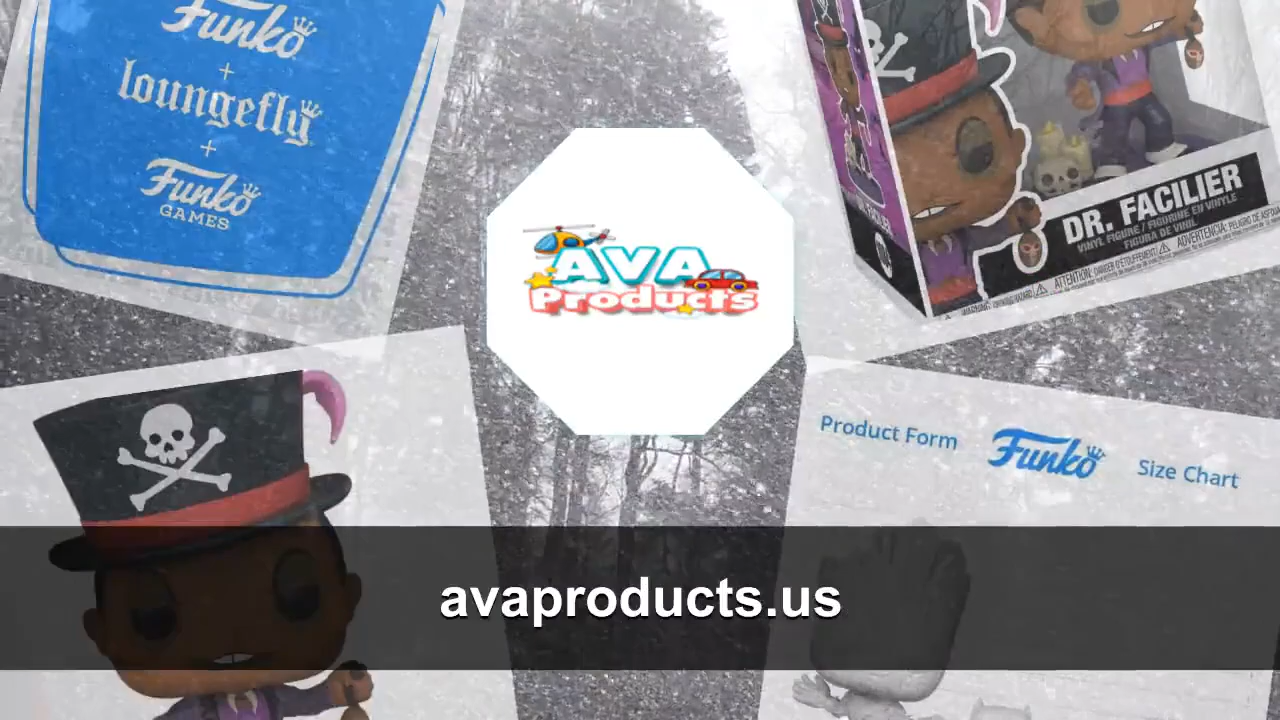 Funko
+
loungefly
+
Funko
GAMES
DR. FACILIER
VINYL FIGURE / FIGURINE EN VINYLE
FIGURA DE VINIL
AVA
Products
Product Form
Funko
Size Chart
avaproducts.us